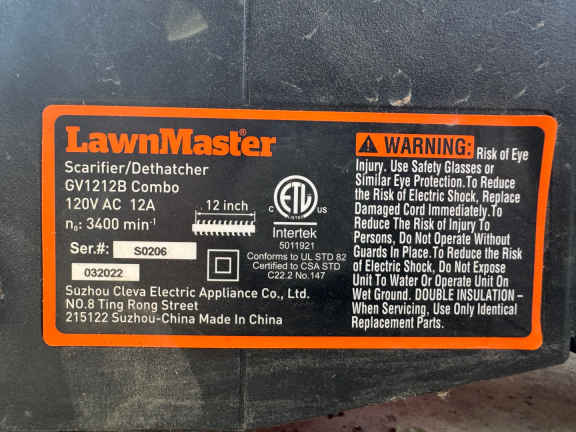 LawnMaster®
Scarifier/Dethatcher
GV1212B Combo
120V AC 12A
n₀: 3400 min⁻¹
12 inch
Ser.#: S0206
032022
Suzhou Cleva Electric Appliance Co., Ltd.
NO.8 Ting Rong Street
215122 Suzhou-China Made In China
ETL
LISTED
C US
Intertek
5011921
Conforms to UL STD 82
Certified to CSA STD
C22.2 No.147
WARNING: Risk of Eye
Injury. Use Safety Glasses or
Similar Eye Protection.To Reduce
the Risk of Electric Shock, Replace
Damaged Cord Immediately.To
Reduce The Risk of Injury To
Persons, Do Not Operate Without
Guards In Place.To Reduce the Risk
of Electric Shock, Do Not Expose
Unit To Water Or Operate Unit On
Wet Ground. DOUBLE INSULATION –
When Servicing, Use Only Identical
Replacement Parts.